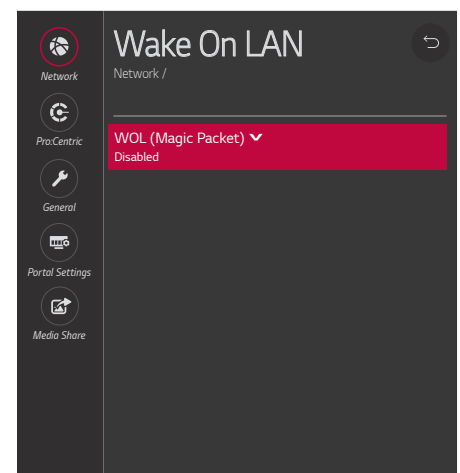 Wake On LAN
Network /
WOL (Magic Packet)
Disabled
Network
Pro:Centric
General
Portal Settings
Media Share